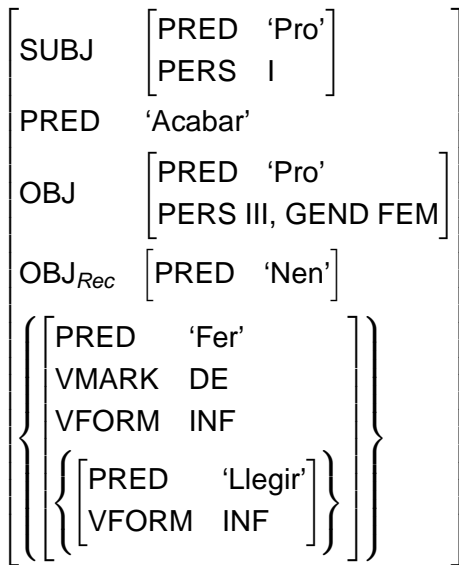 SUBJ [PRED ‘Pro’
PERS I]
PRED ‘Acabar’
OBJ [PRED ‘Pro’
PERS III, GEND FEM]
OBJRec [PRED ‘Nen’]
{[PRED ‘Fer’
VMARK DE
VFORM INF
{[PRED ‘Llegir’
VFORM INF]}]}